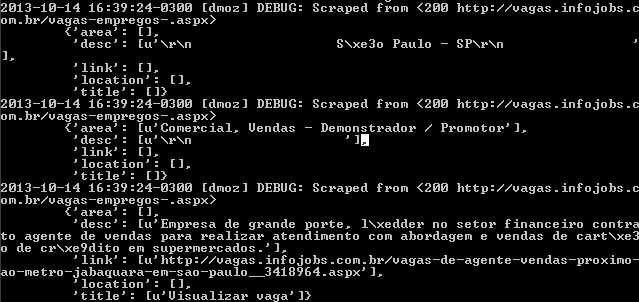 2013-10-14 16:39:24-0300 [dmoz] DEBUG: Scraped from <200 http://vagas.infojobs.c
om.br/vagas-empregos-.aspx>
{'area': [],
'desc': [u'\r\n                    S\xe3o Paulo - SP\r\n                    '
],
'link': [],
'location': [],
'title': []}
2013-10-14 16:39:24-0300 [dmoz] DEBUG: Scraped from <200 http://vagas.infojobs.c
om.br/vagas-empregos-.aspx>
{'area': [u'Comercial, Vendas - Demonstrador / Promotor'],
'desc': [u'\r\n                    '],
'link': [],
'location': [],
'title': []}
2013-10-14 16:39:24-0300 [dmoz] DEBUG: Scraped from <200 http://vagas.infojobs.c
om.br/vagas-empregos-.aspx>
{'area': [],
'desc': [u'Empresa de grande porte, l\xedder no setor financeiro contra
to agente de vendas para realizar atendimento com abordagem e vendas de cart\xe3
o de cr\xe9dito em supermercados.'],
'link': [u'http://vagas.infojobs.com.br/vagas-de-agente-vendas-proximo-
ao-metro-jabaquara-em-sao-paulo__3418964.aspx'],
'location': [],
'title': [u'Visualizar vaga']}